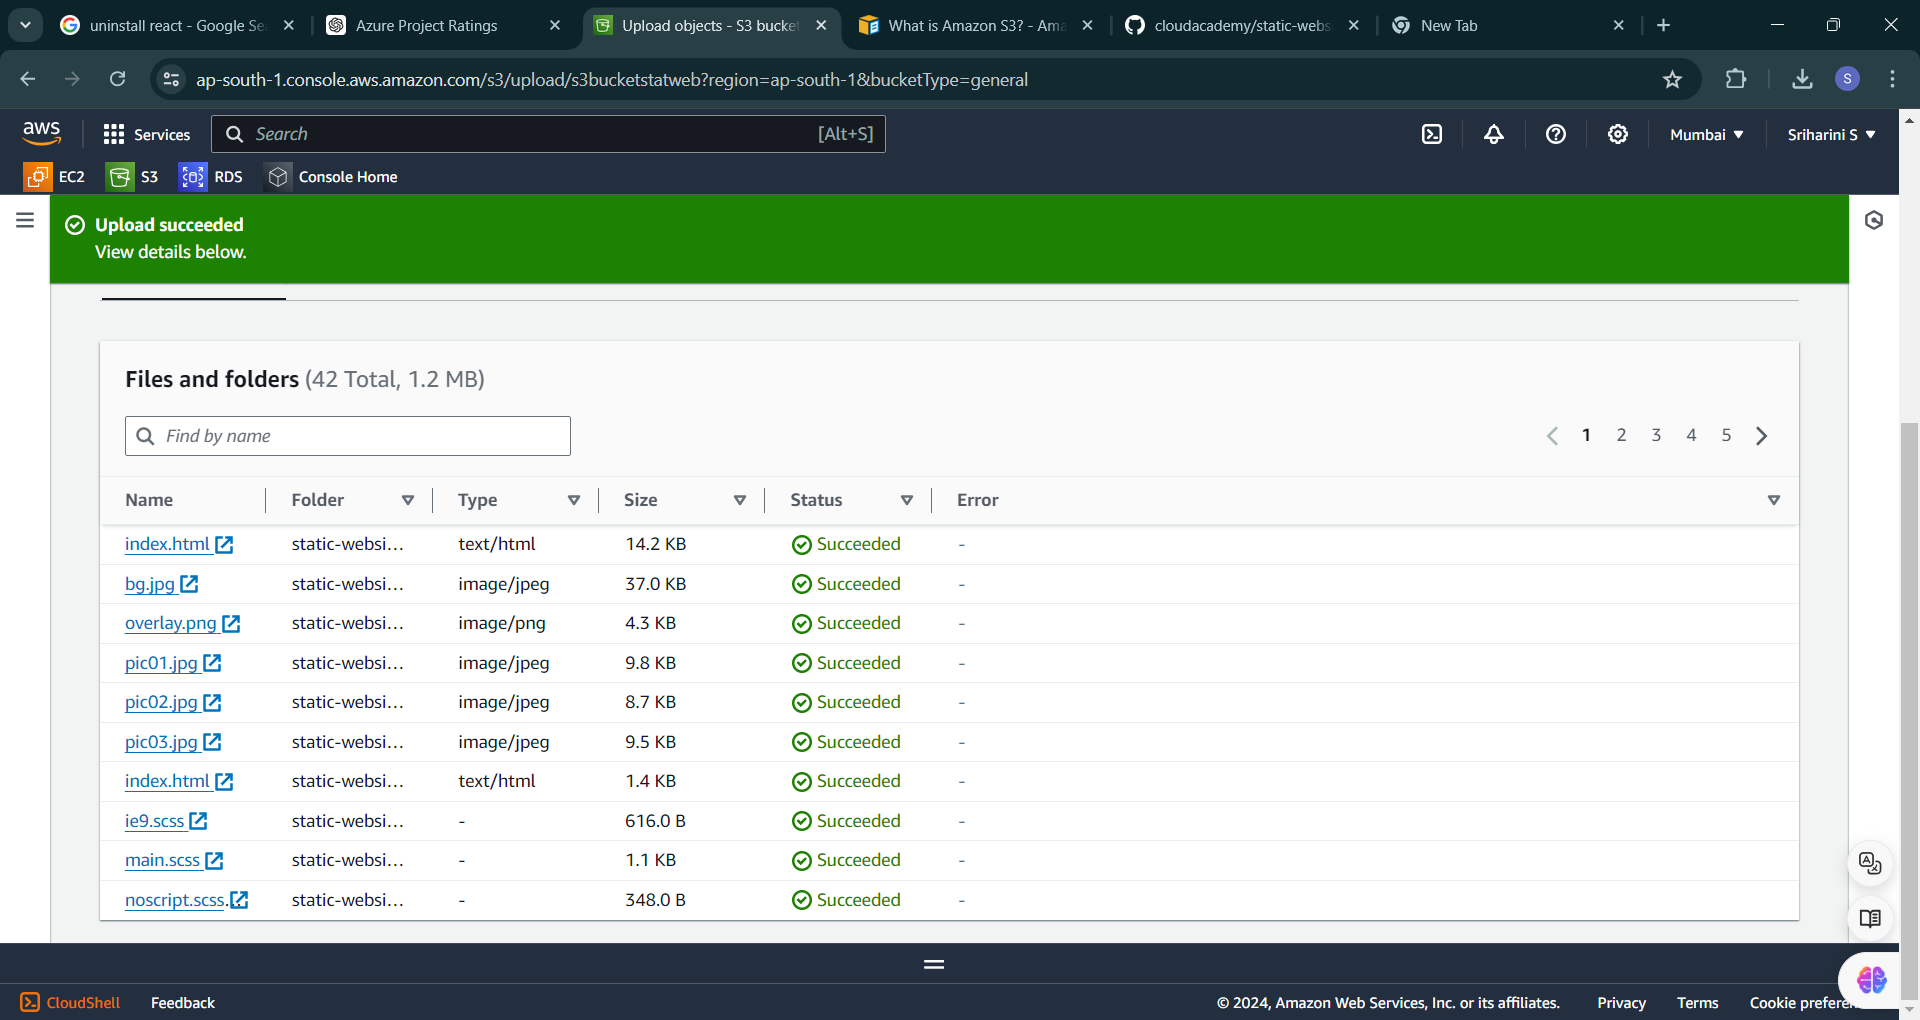 uninstall react - Google Se
Azure Project Ratings
Upload objects - S3 bucket
What is Amazon S3? - Ama
cloudacademy/static-webs
New Tab
ap-south-1.console.aws.amazon.com/s3/upload/s3bucketstatweb?region=ap-south-1&bucketType=general
S
aws
Services
Search
[Alt+S]
Mumbai
Sriharini S
EC2
S3
RDS
Console Home
Upload succeeded
View details below.
Files and folders (42 Total, 1.2 MB)
Find by name
1 2 3 4 5
Name Folder Type Size Status Error
index.html static-websi... text/html 14.2 KB Succeeded -
bg.jpg static-websi... image/jpeg 37.0 KB Succeeded -
overlay.png static-websi... image/png 4.3 KB Succeeded -
pic01.jpg static-websi... image/jpeg 9.8 KB Succeeded -
pic02.jpg static-websi... image/jpeg 8.7 KB Succeeded -
pic03.jpg static-websi... image/jpeg 9.5 KB Succeeded -
index.html static-websi... text/html 1.4 KB Succeeded -
ie9.scss static-websi... - 616.0 B Succeeded -
main.scss static-websi... - 1.1 KB Succeeded -
noscript.scss static-websi... - 348.0 B Succeeded -
CloudShell
Feedback
© 2024, Amazon Web Services, Inc. or its affiliates.
Privacy
Terms
Cookie prefere